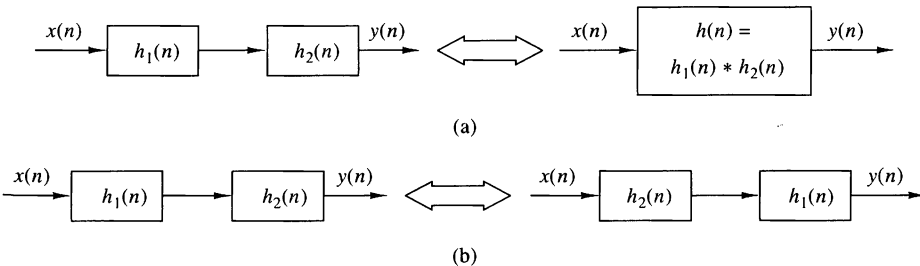 x(n) h₁(n) h₂(n) y(n) x(n) h(n) = y(n)
h₁(n) * h₂(n)
(a)
x(n) h₁(n) h₂(n) y(n) x(n) h₂(n) h₁(n) y(n)
(b)